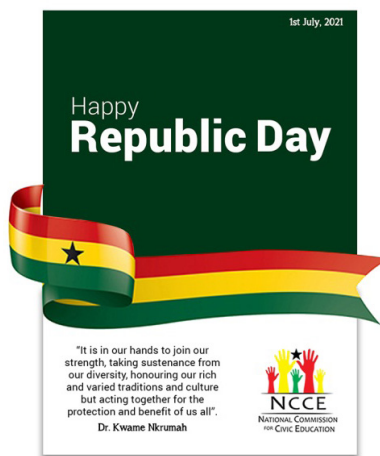 1st July, 2021
Happy
Republic Day
"It is in our hands to join our
strength, taking sustenance from
our diversity, honouring our rich
and varied traditions and culture
but acting together for the
protection and benefit of us all".
Dr. Kwame Nkrumah
NCCE
NATIONAL COMMISSION
FOR CIVIC EDUCATION